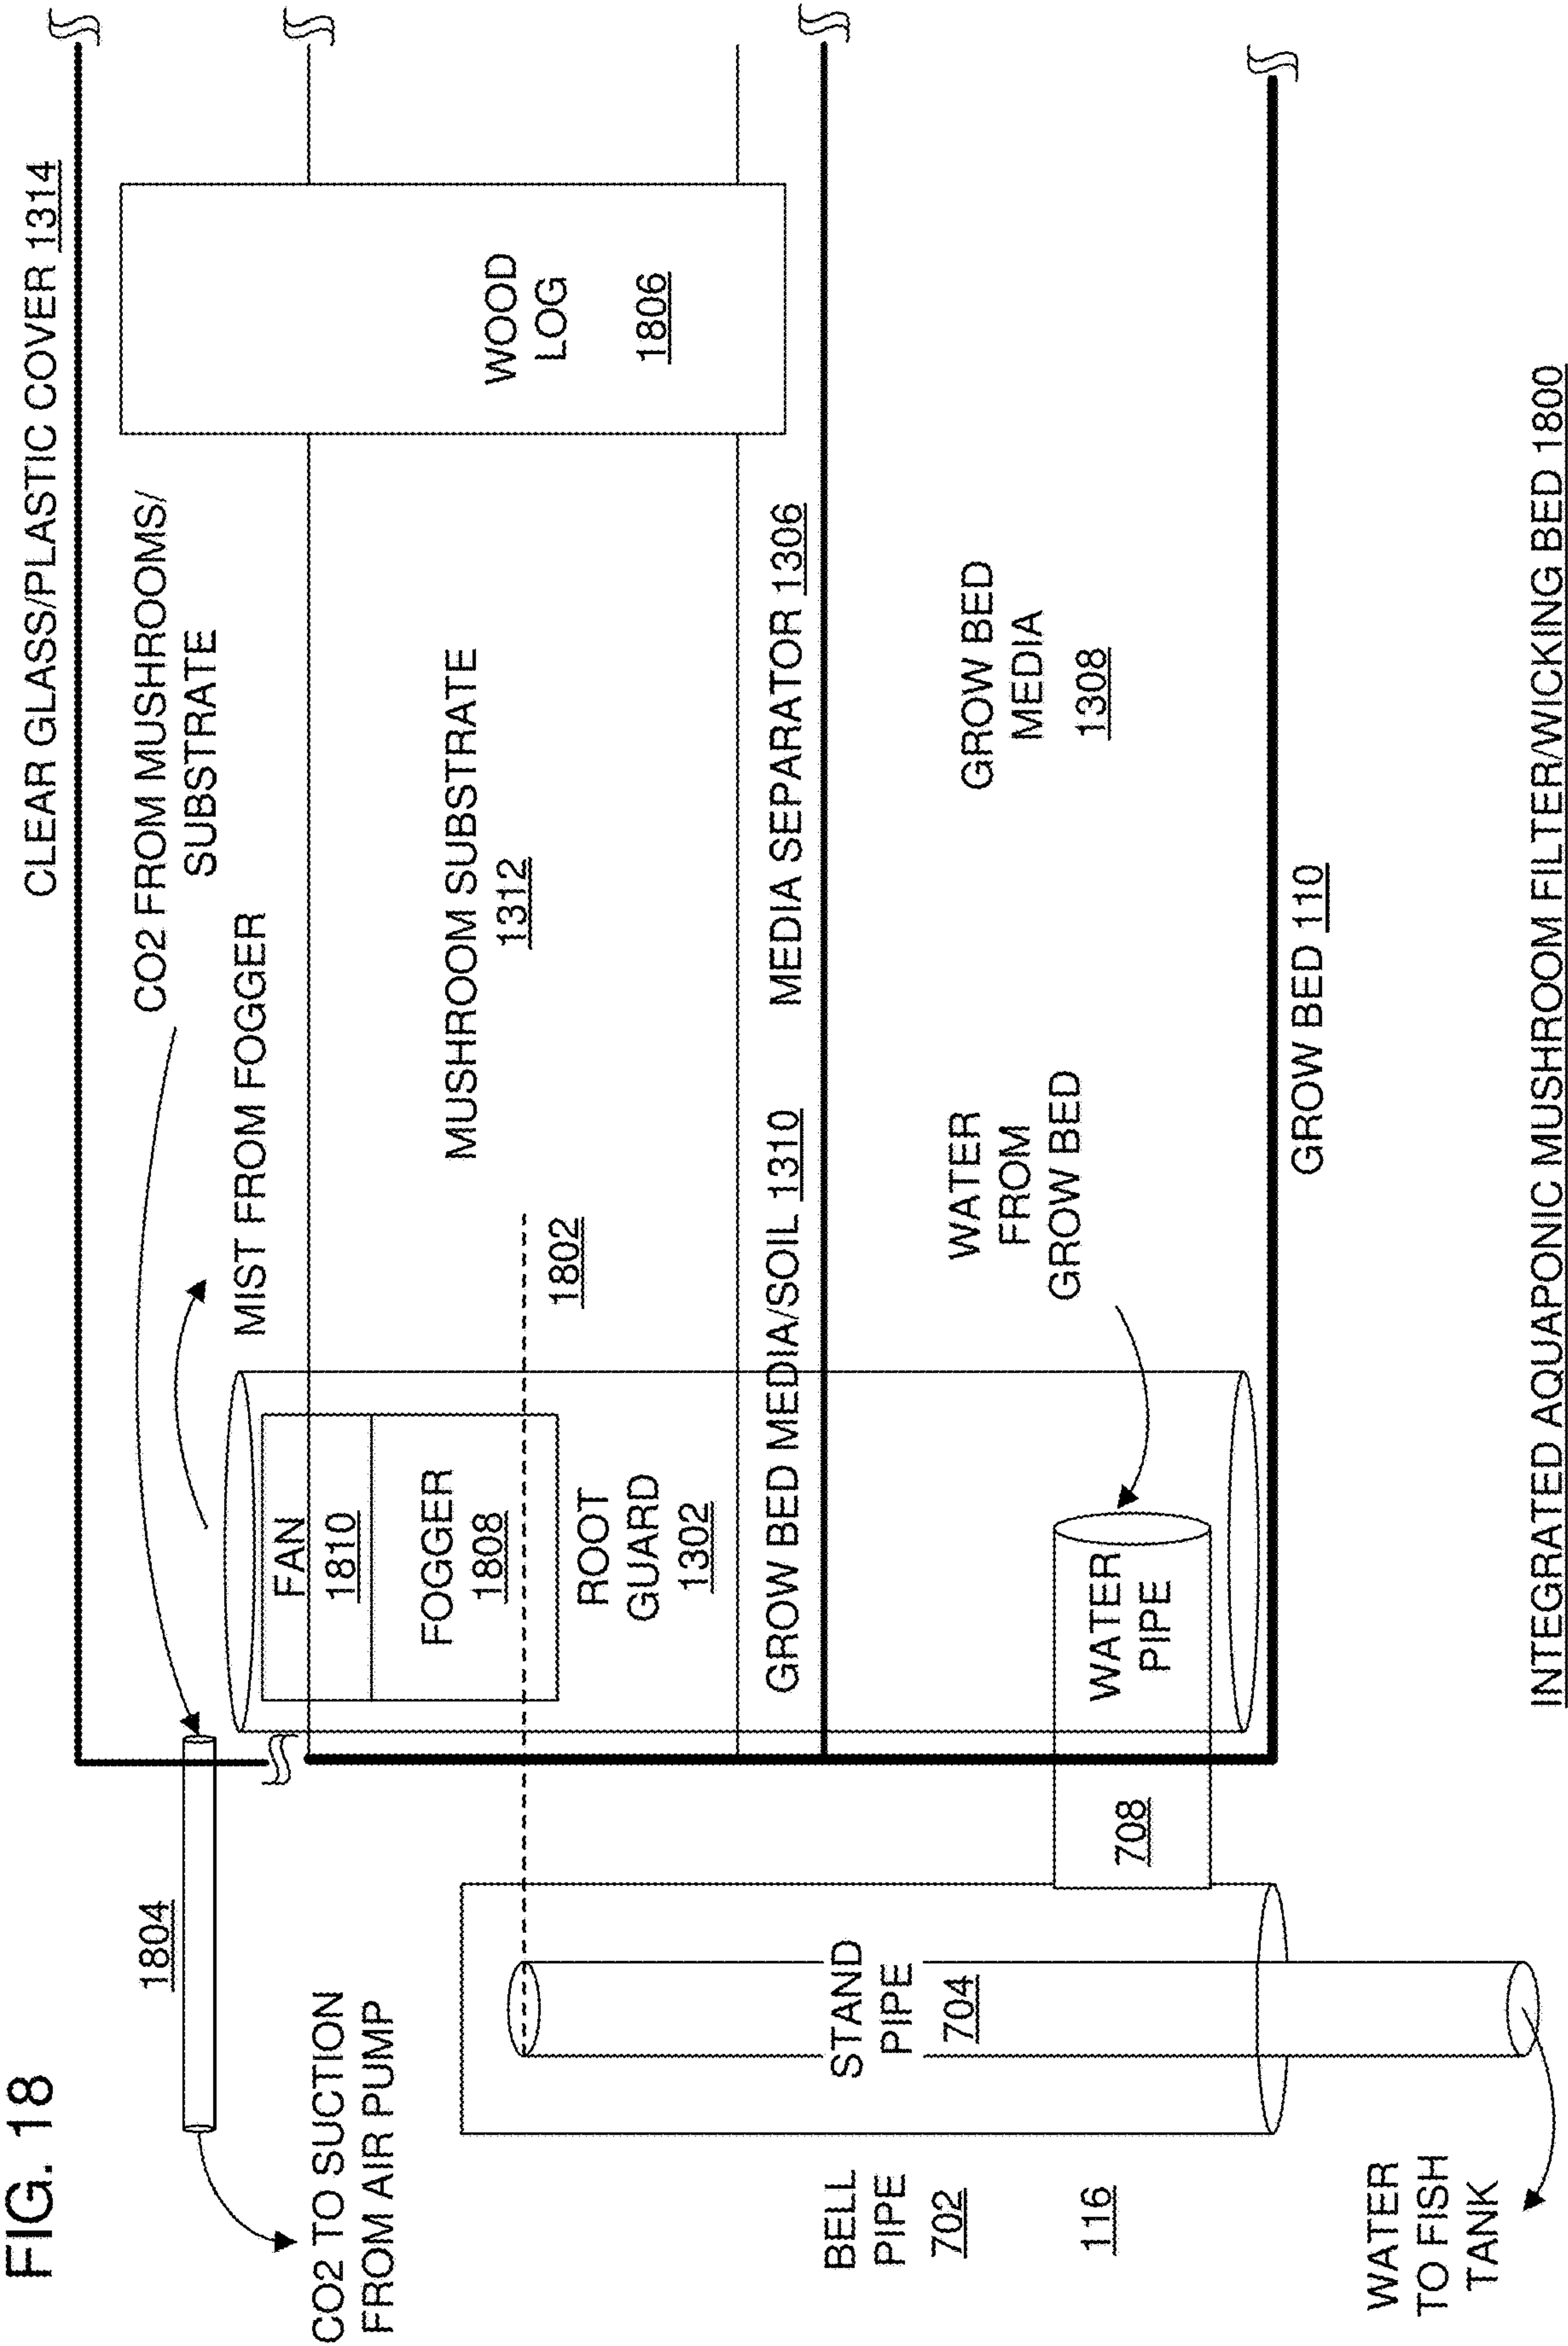 FIG. 18
CLEAR GLASS/PLASTIC COVER 1314
1804
CO2 FROM MUSHROOMS/
SUBSTRATE
MIST FROM FOGGER
CO2 TO SUCTION
FROM AIR PUMP
FAN
1810
FOGGER
1808
ROOT
GUARD
1302
1802
MUSHROOM SUBSTRATE
1312
WOOD
LOG
1806
GROW BED MEDIA/SOIL 1310
MEDIA SEPARATOR 1306
BELL
PIPE
702
116
STAND
PIPE
704
708
WATER
PIPE
WATER
FROM
GROW BED
GROW BED
MEDIA
1308
GROW BED 110
WATER
TO FISH
TANK
INTEGRATED AQUAPONIC MUSHROOM FILTER/WICKING BED 1800